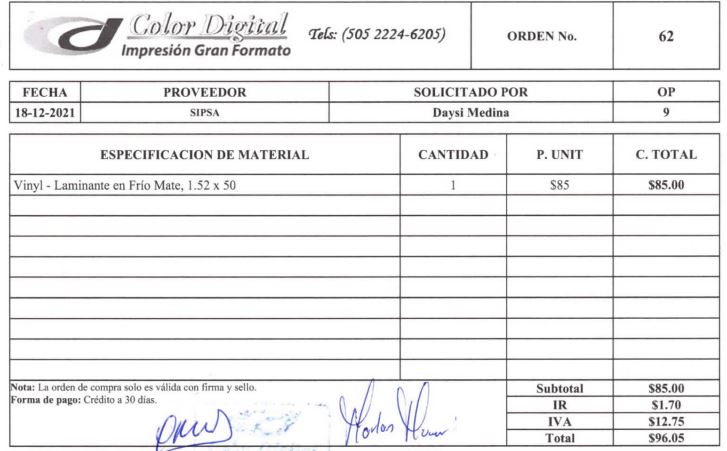 Color Digital
Impresión Gran Formato
Tels: (505 2224-6205)
ORDEN No. 62
FECHA PROVEEDOR SOLICITADO POR OP
18-12-2021 SIPSA Daysi Medina 9
ESPECIFICACION DE MATERIAL CANTIDAD P. UNIT C. TOTAL
Vinyl - Laminante en Frío Mate, 1.52 x 50 1 $85 $85.00
Nota: La orden de compra solo es válida con firma y sello.
Forma de pago: Crédito a 30 días.
Subtotal $85.00
IR $1.70
IVA $12.75
Total $96.05